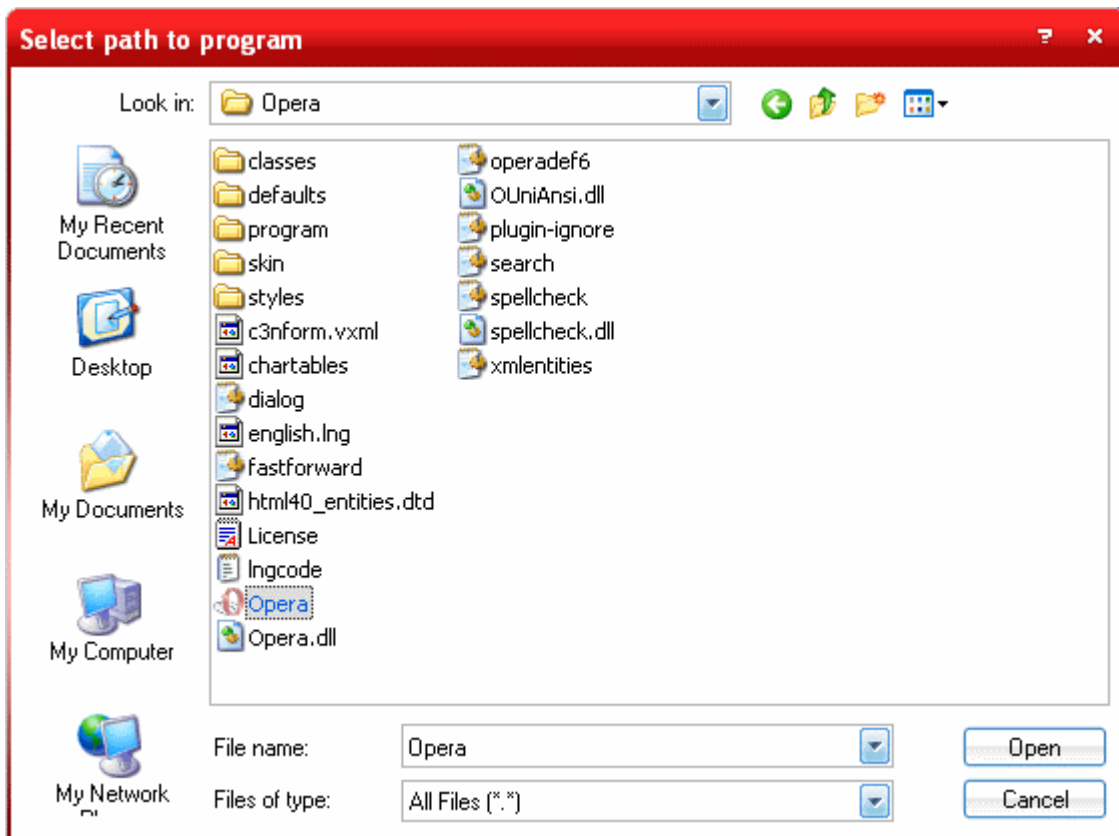 Select path to program
Look in: Opera
My Recent
Documents
Desktop
My Documents
My Computer
My Network
classes
defaults
program
skin
styles
c3nform.vxml
chartables
dialog
english.lng
fastforward
html40_entities.dtd
License
lngcode
Opera
Opera.dll
operadef6
OUniAnsi.dll
plugin-ignore
search
spellcheck
spellcheck.dll
xmlentities
File name: Opera Open
Files of type: All Files (*.*) Cancel